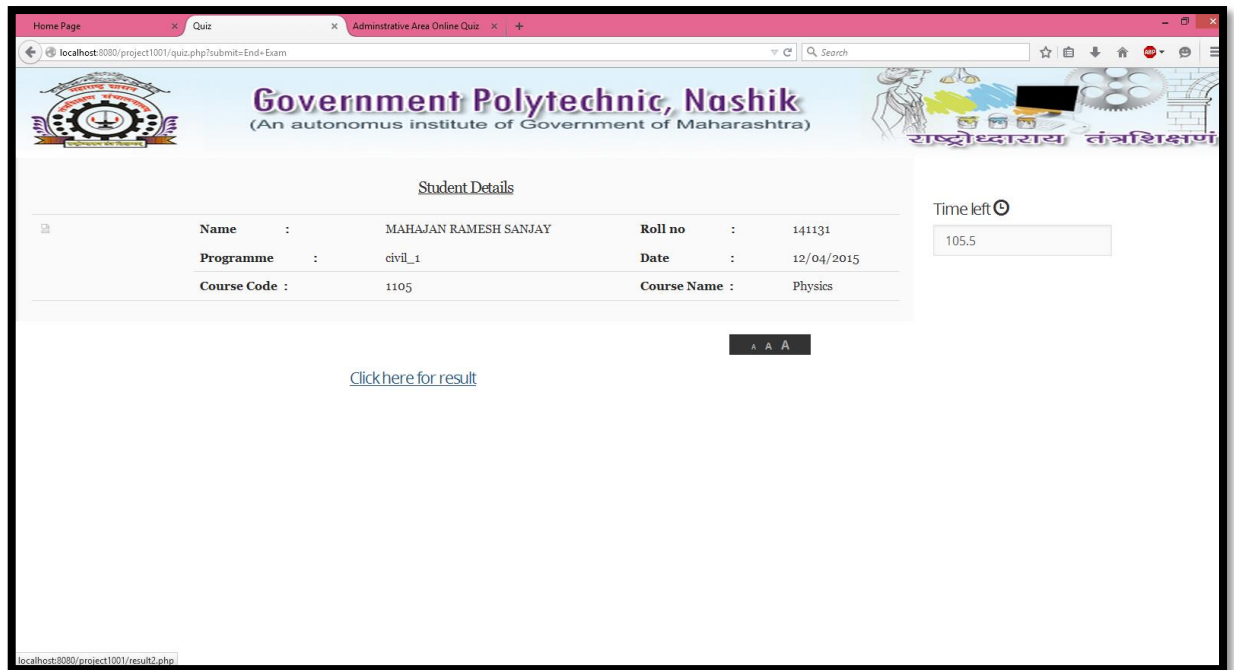 Home Page × Quiz × Adminstrative Area Online Quiz × +
localhost:8080/project1001/quiz.php?submit=End+Exam Search ABP
Government Polytechnic, Nashik
(An autonomus institute of Government of Maharashtra)
राष्ट्रोध्दाराय तंत्रशिक्षणं
Student Details
Time left
105.5
Name : MAHAJAN RAMESH SANJAY Roll no : 141131
Programme : civil_1 Date : 12/04/2015
Course Code : 1105 Course Name : Physics
A A A
Click here for result
localhost:8080/project1001/result2.php